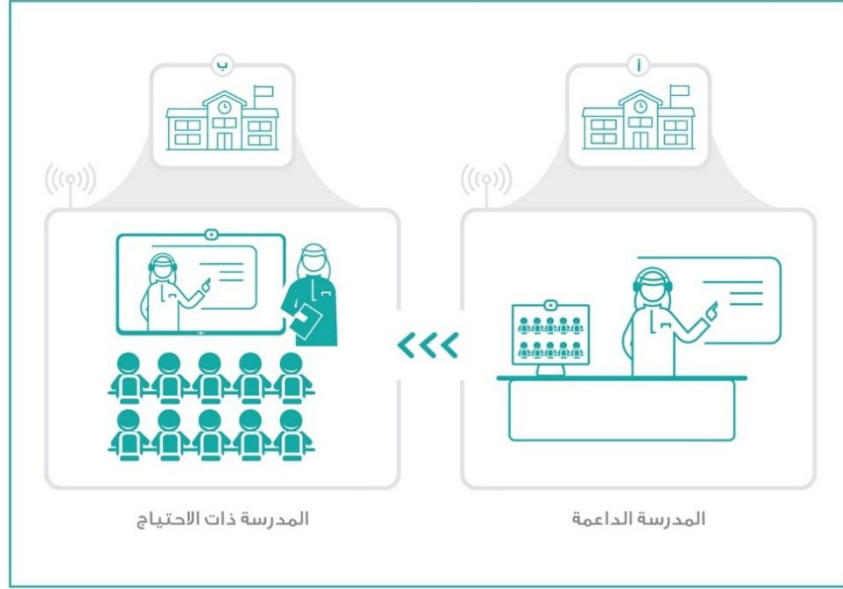 أ
ب
المدرسة الداعمة
المدرسة ذات الاحتياج